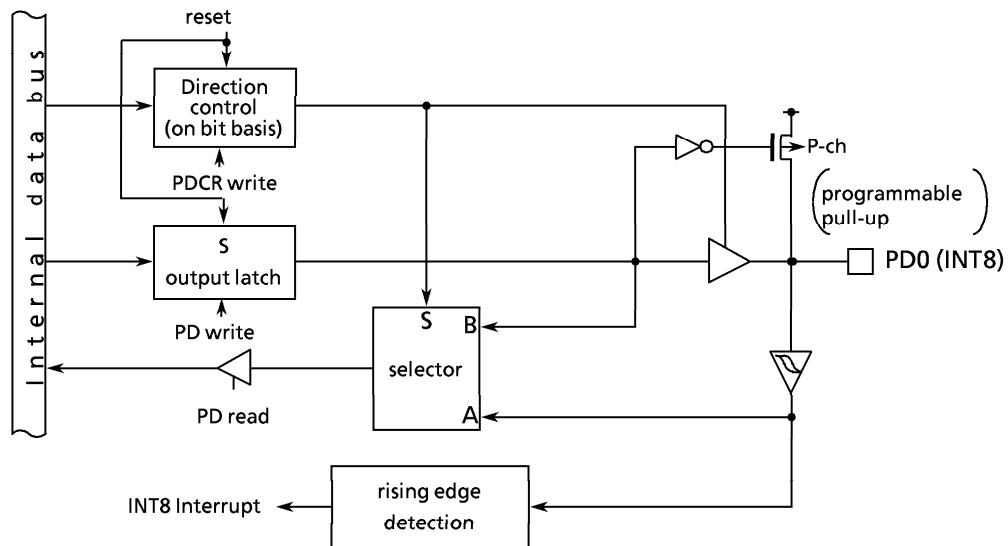 reset
Internal data bus
Direction
control
(on bit basis)
P-ch
PDCR write
(programmable
pull-up)
S
output latch
PD0 (INT8)
PD write
S
B
selector
A
PD read
INT8 Interrupt
rising edge
detection